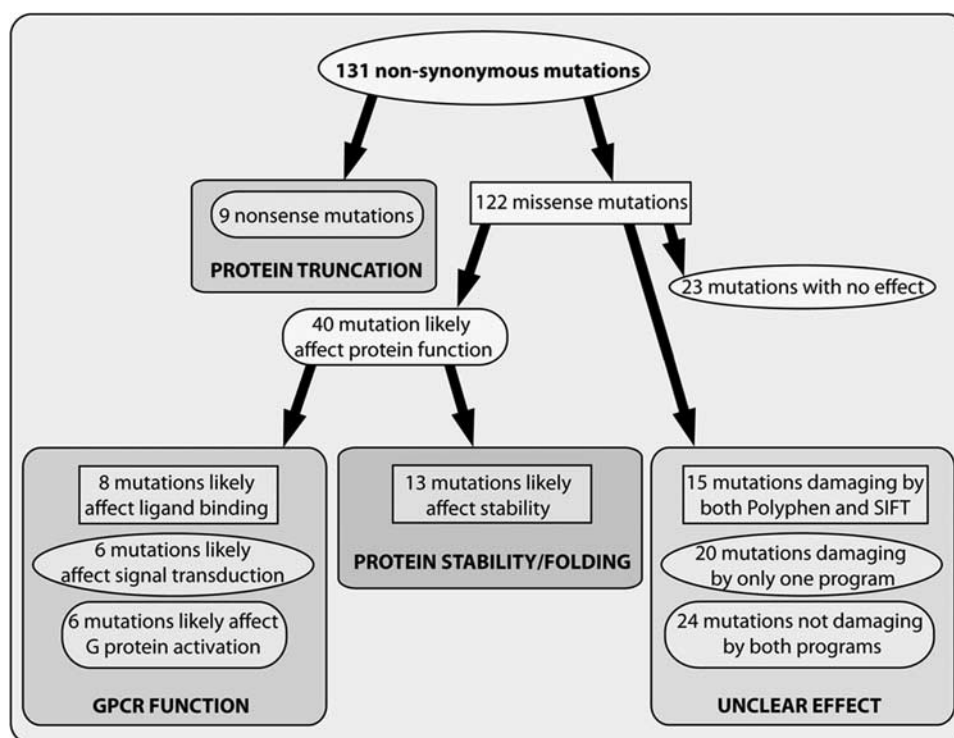 131 non-synonymous mutations
9 nonsense mutations
PROTEIN TRUNCATION
122 missense mutations
23 mutations with no effect
40 mutation likely
affect protein function
8 mutations likely
affect ligand binding
6 mutations likely
affect signal transduction
6 mutations likely affect
G protein activation
GPCR FUNCTION
13 mutations likely
affect stability
PROTEIN STABILITY/FOLDING
15 mutations damaging by
both Polyphen and SIFT
20 mutations damaging
by only one program
24 mutations not damaging
by both programs
UNCLEAR EFFECT